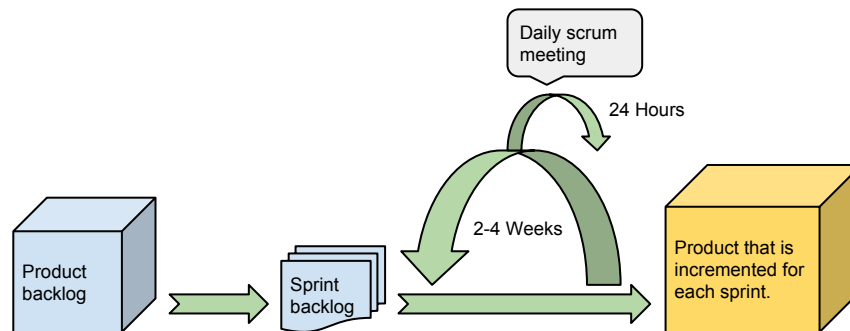 Daily scrum
meeting
24 Hours
2-4 Weeks
Product
backlog
Sprint
backlog
Product that is
incremented for
each sprint.